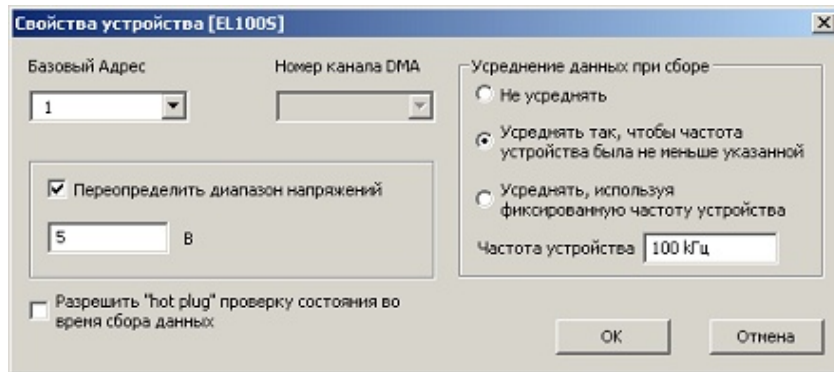 Свойства устройства [EL100S]
Базовый Адрес
Номер канала DMA
1
Переопределить диапазон напряжений
5 В
Разрешить "hot plug" проверку состояния во
время сбора данных
Усреднение данных при сборе
Не усреднять
Усреднять так, чтобы частота
устройства была не меньше указанной
Усреднять, используя
фиксированную частоту устройства
Частота устройства 100 kГц
OK
Отмена